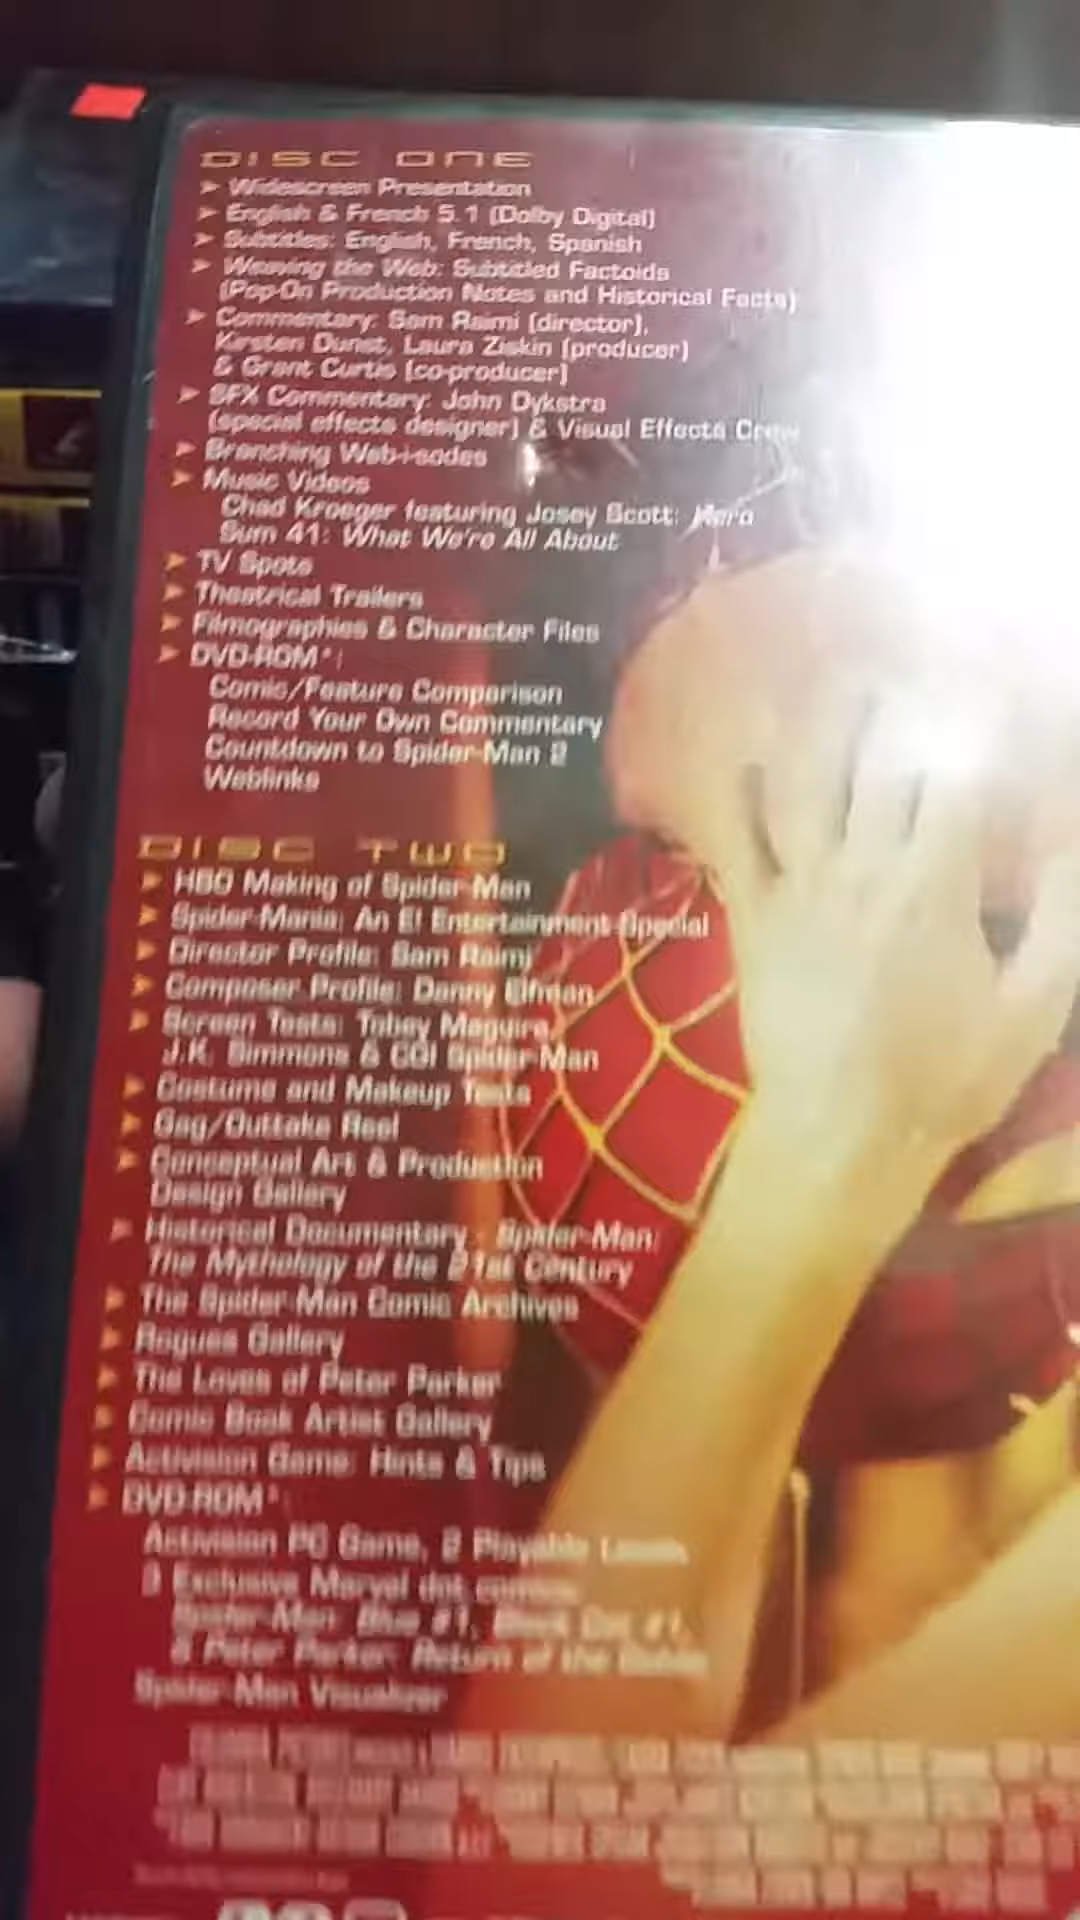 DISC ONE
➤ Widescreen Presentation
➤ English & French 5.1 (Dolby Digital)
➤ Subtitles: English, French, Spanish
➤ Weaving the Web: Subtitled Factoids
(Pop-On Production Notes and Historical Facts)
➤ Commentary: Sam Raimi (director),
Kirsten Dunst, Laura Ziskin (producer)
& Grant Curtis (co-producer)
➤ SFX Commentary: John Dykstra
(special effects designer) & Visual Effects Crew
➤ Branching Web-i-sodes
➤ Music Videos
Chad Kroeger featuring Josey Scott: Hero
Sum 41: What We're All About
➤ TV Spots
➤ Theatrical Trailers
➤ Filmographies & Character Files
➤ DVD-ROM*:
Comic/Feature Comparison
Record Your Own Commentary
Countdown to Spider-Man 2
Weblinks
DISC TWO
➤ HBO Making of Spider-Man
➤ Spider-Mania: An E! Entertainment Special
➤ Director Profile: Sam Raimi
➤ Composer Profile: Danny Elfman
➤ Screen Tests: Tobey Maguire,
J.K. Simmons & CGI Spider-Man
➤ Costume and Makeup Tests
➤ Gag/Outtake Reel
➤ Conceptual Art & Production
Design Gallery
➤ Historical Documentary - Spider-Man:
The Mythology of the 21st Century
➤ The Spider-Man Comic Archives
➤ Rogues Gallery
➤ The Loves of Peter Parker
➤ Comic Book Artist Gallery
➤ Activision Game: Hints & Tips
➤ DVD-ROM*:
Activision PC Game, 2 Playable Levels
3 Exclusive Marvel dot.comics:
Spider-Man: Blue #1, Black Cat #1,
& Peter Parker: Return of the Goblin
Spider-Man Visualizer